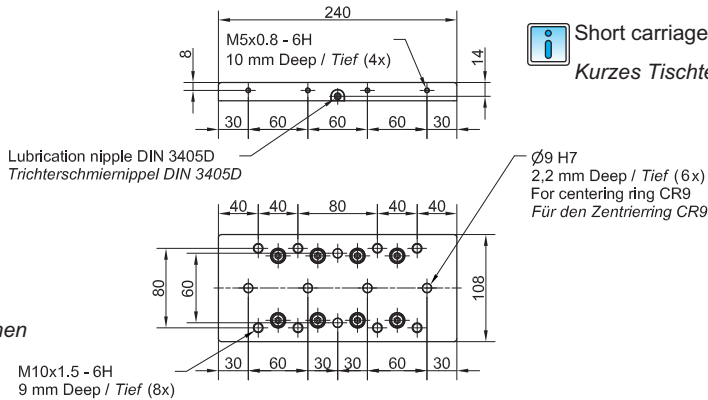 240
M5x0.8 - 6H
10 mm Deep / Tief (4x)
8
14
Short carriage
Kurzes Tischte
30 60 60 60 30
Lubrication nipple DIN 3405D
Trichterschmiernippel DIN 3405D
Ø9 H7
2,2 mm Deep / Tief (6x)
For centering ring CR9
Für den Zentrierring CR9
40 40 80 40 40
80
60
108
nen
30 60 30 30 60 30
M10x1.5 - 6H
9 mm Deep / Tief (8x)